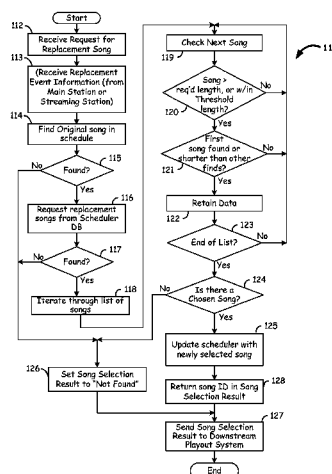 Start
112
Receive Request for
Replacement Song
113
(Receive Replacement
Event Information (from
Main Station or
Streaming Station)
114
Find Original song in
schedule
115
No
Found?
Yes
116
Request replacement
songs from Scheduler
DB
117
No
Found?
Yes
118
Iterate through list of
songs
126
Set Song Selection
Result to "Not Found"
11
Check Next Song
119
Song >
req'd length, or w/in
Threshold
length?
120
No
Yes
First
song found or
shorter than other
finds?
121
No
Yes
Retain Data
122
123
End of List?
No
Yes
124
Is there a
Chosen Song?
No
Yes
125
Update scheduler with
newly selected song
Return song ID in Song
Selection Result
128
127
Send Song Selection
Result to Downstream
Playout System
End